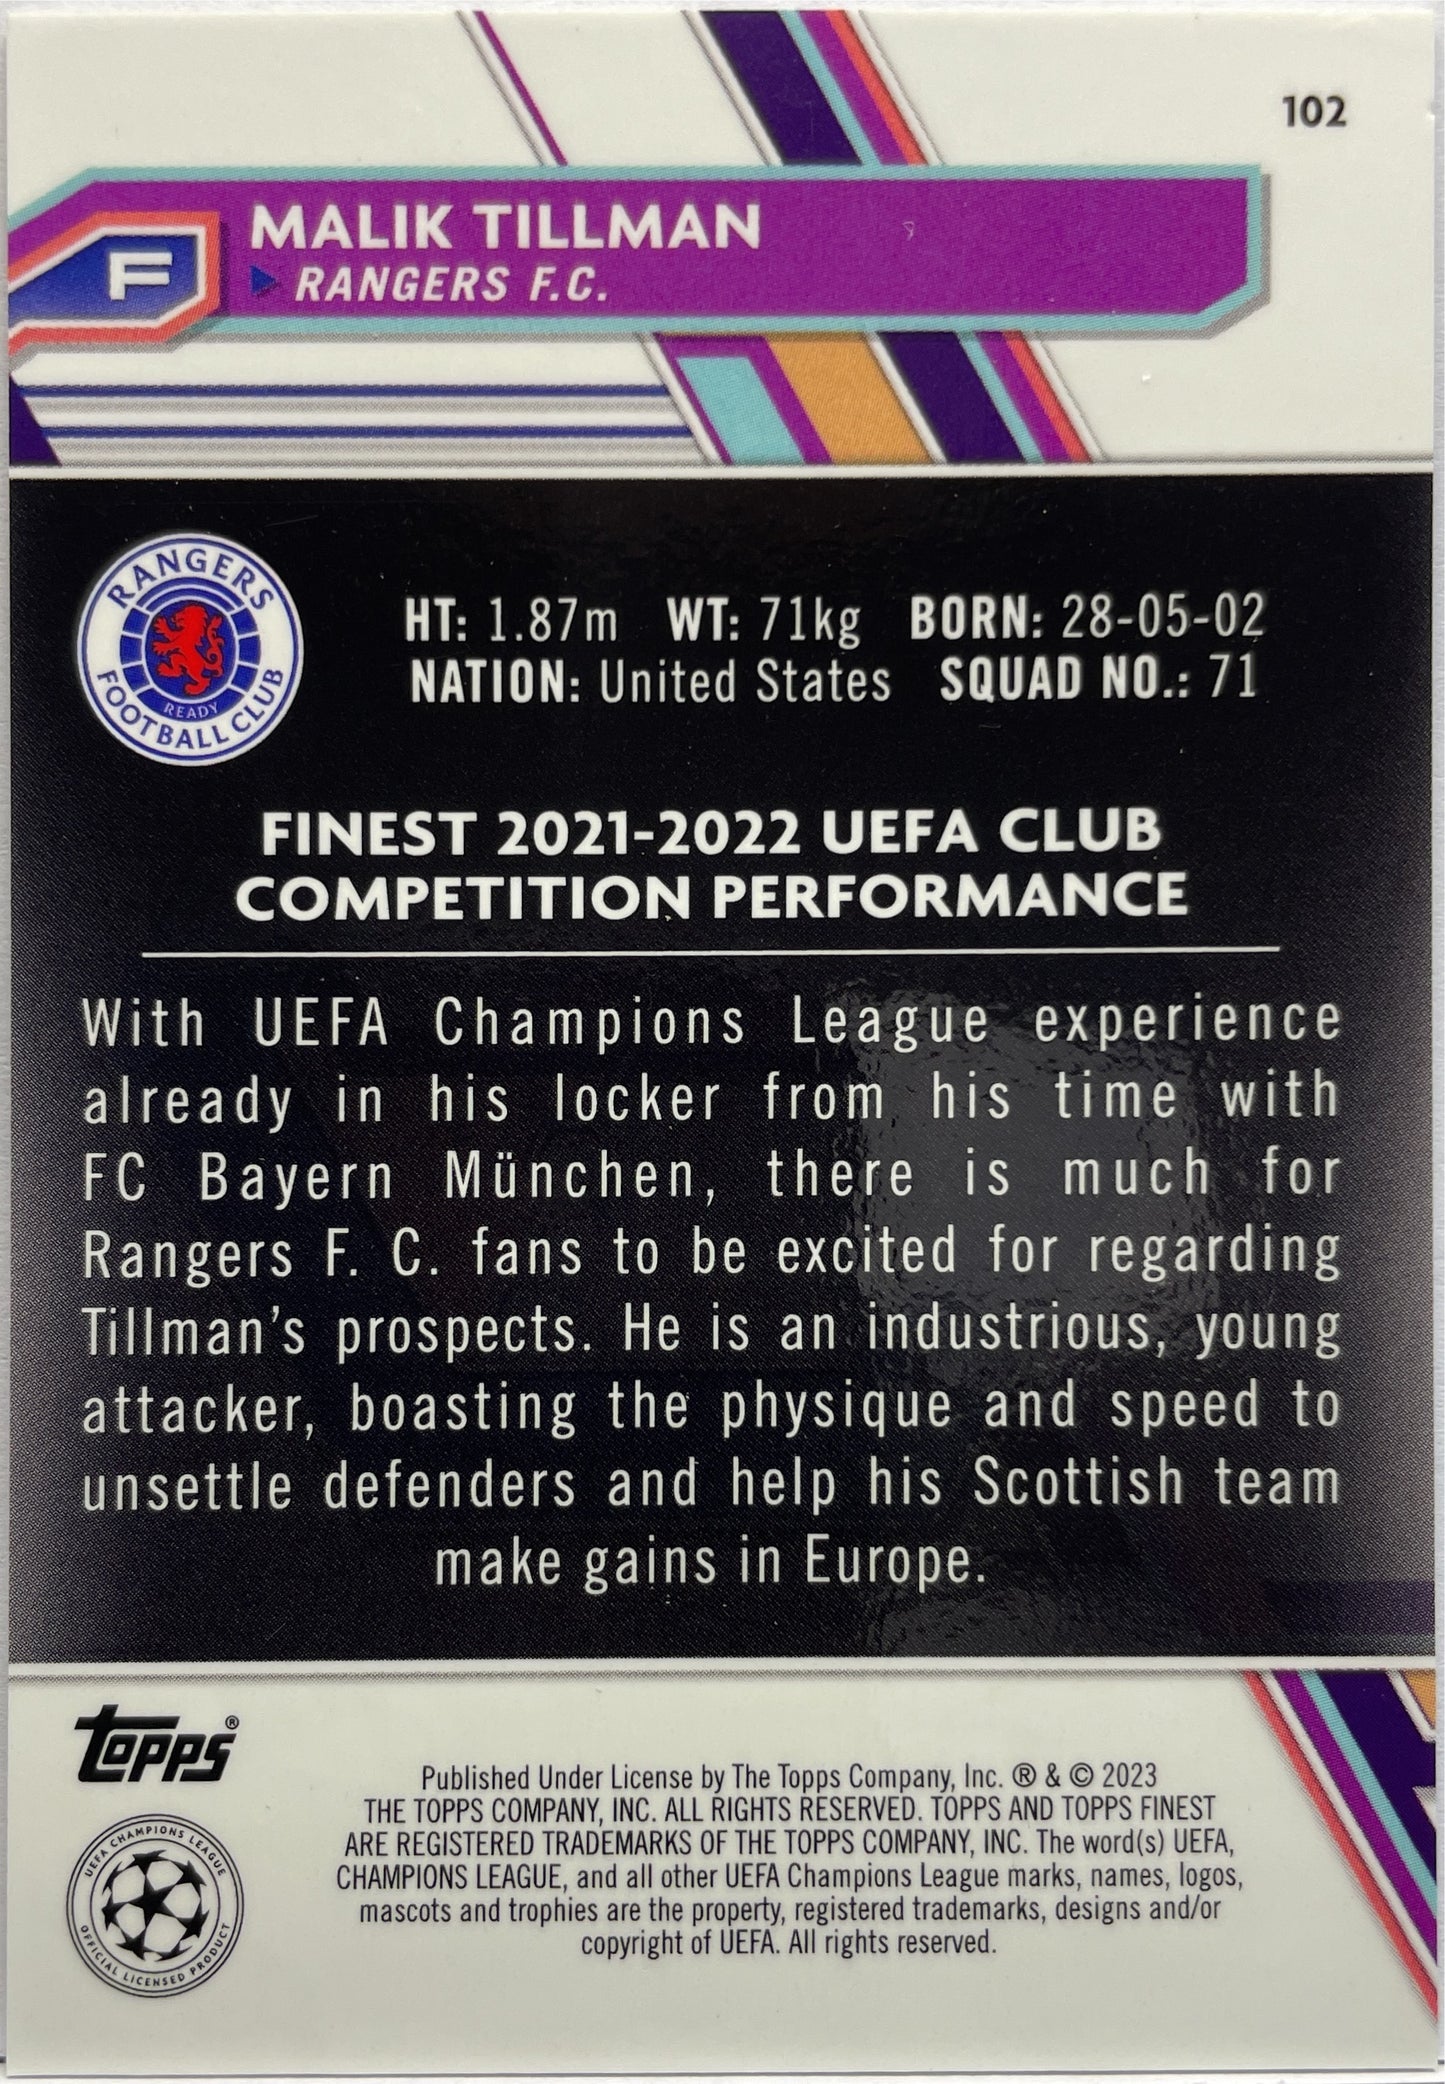 102
MALIK TILLMAN
F
RANGERS F.C.
RANGERS
FOOTBALL CLUB
READY
HT: 1.87m WT: 71kg BORN: 28-05-02
NATION: United States SQUAD NO.: 71
FINEST 2021-2022 UEFA CLUB
COMPETITION PERFORMANCE
With UEFA Champions League experience
already in his locker from his time with
FC Bayern München, there is much for
Rangers F. C. fans to be excited for regarding
Tillman's prospects. He is an industrious, young
attacker, boasting the physique and speed to
unsettle defenders and help his Scottish team
make gains in Europe.
Topps®
UEFA CHAMPIONS LEAGUE
OFFICIAL LICENSED PRODUCT
Published Under License by The Topps Company, Inc. ® & © 2023
THE TOPPS COMPANY, INC. ALL RIGHTS RESERVED. TOPPS AND TOPPS FINEST
ARE REGISTERED TRADEMARKS OF THE TOPPS COMPANY, INC. The word(s) UEFA,
CHAMPIONS LEAGUE, and all other UEFA Champions League marks, names, logos,
mascots and trophies are the property, registered trademarks, designs and/or
copyright of UEFA. All rights reserved.